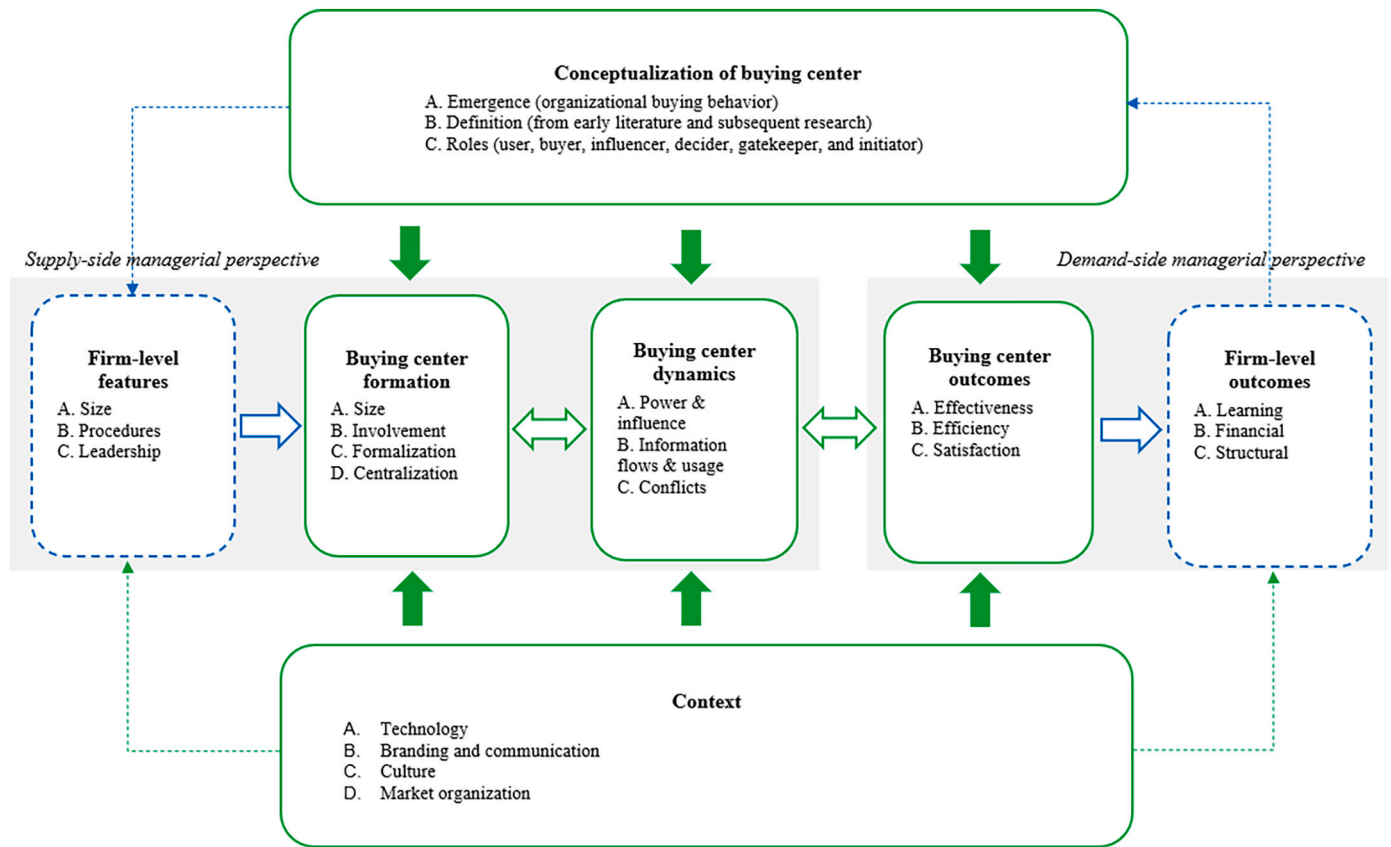 Conceptualization of buying center
A. Emergence (organizational buying behavior)
B. Definition (from early literature and subsequent research)
C. Roles (user, buyer, influencer, decider, gatekeeper, and initiator)
Supply-side managerial perspective
Demand-side managerial perspective
Firm-level
features
A. Size
B. Procedures
C. Leadership
Buying center
formation
A. Size
B. Involvement
C. Formalization
D. Centralization
Buying center
dynamics
A. Power &
influence
B. Information
flows & usage
C. Conflicts
Buying center
outcomes
A. Effectiveness
B. Efficiency
C. Satisfaction
Firm-level
outcomes
A. Learning
B. Financial
C. Structural
Context
A. Technology
B. Branding and communication
C. Culture
D. Market organization